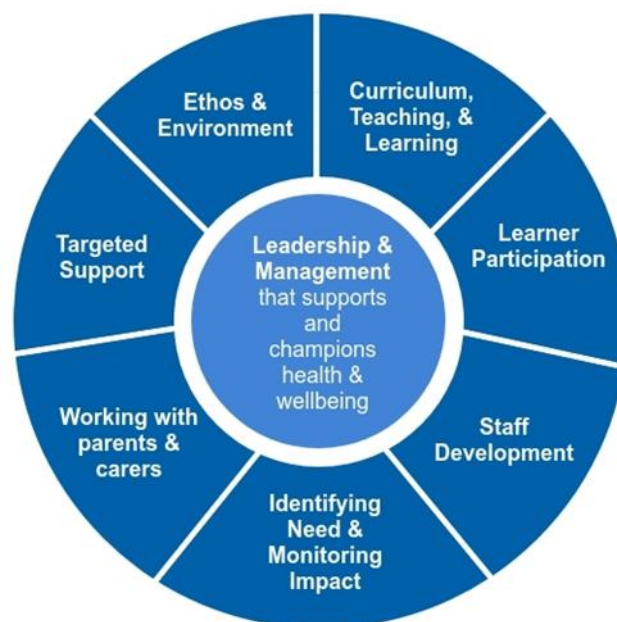 Ethos &
Environment
Curriculum,
Teaching, &
Learning
Learner
Participation
Staff
Development
Identifying
Need &
Monitoring
Impact
Working with
parents &
carers
Targeted
Support
Leadership &
Management
that supports
and
champions
health &
wellbeing